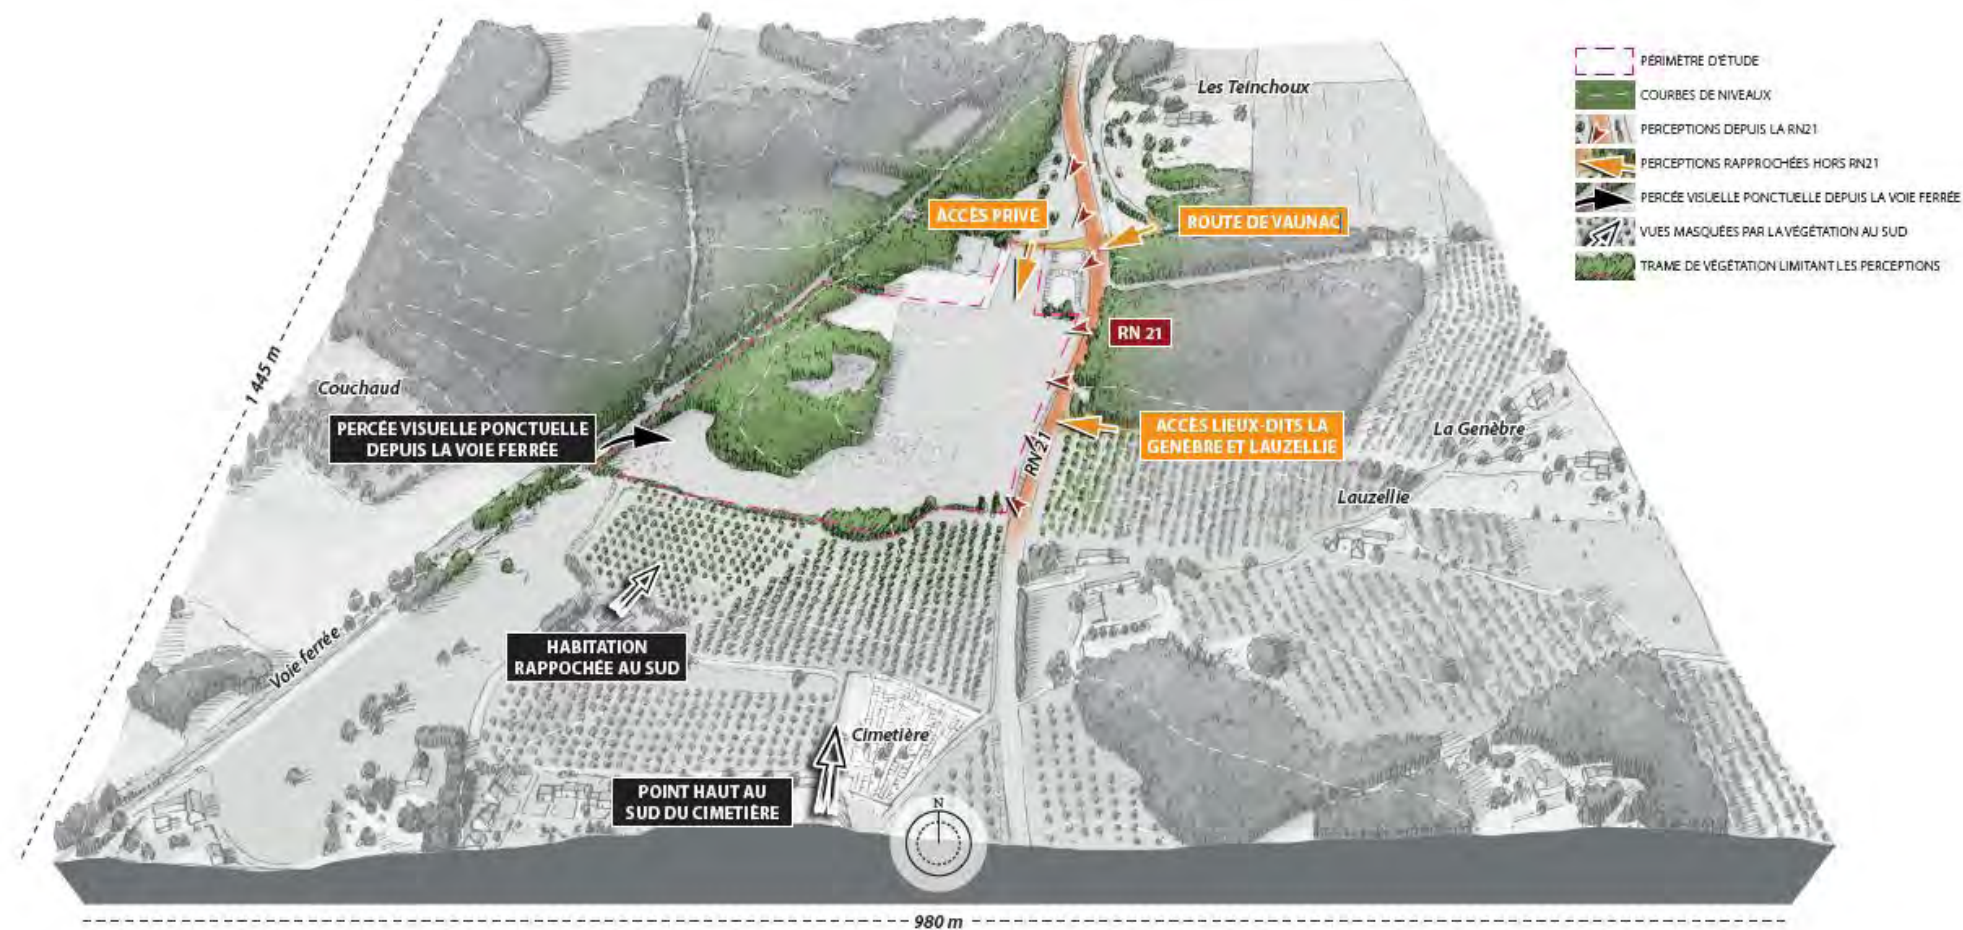 PÉRIMÈTRE D'ÉTUDE
COURBES DE NIVEAUX
PERCEPTIONS DEPUIS LA RN21
PERCEPTIONS RAPPROCHÉES HORS RN21
PERCÉE VISUELLE PONCTUELLE DEPUIS LA VOIE FERRÉE
VUES MASQUÉES PAR LA VÉGÉTATION AU SUD
TRAME DE VÉGÉTATION LIMITANT LES PERCEPTIONS
Les Teinchoux
ACCÈS PRIVÉ
ROUTE DE VAUNAC
RN 21
1 445 m
Couchaud
PERCÉE VISUELLE PONCTUELLE
DEPUIS LA VOIE FERRÉE
ACCÈS LIEUX-DITS LA
GENÈBRE ET LAUZELLIE
La Genèbre
RN 21
Lauzellie
HABITATION
RAPPOCHÉE AU SUD
Voie ferrée
Cimetière
POINT HAUT AU
SUD DU CIMETIÈRE
N
980 m